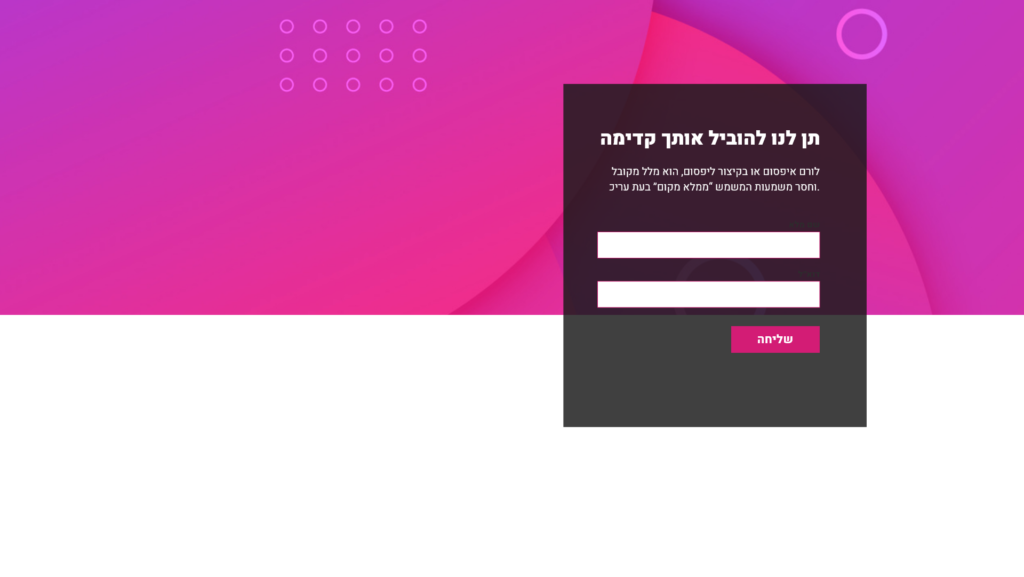 תן לנו להוביל אותך קדימה
לורם איפסום או בקיצור ליפסום, הוא מלל מקובל
וחסר משמעות המשמש “ממלא מקום“ בעת עריכ.
שליחה